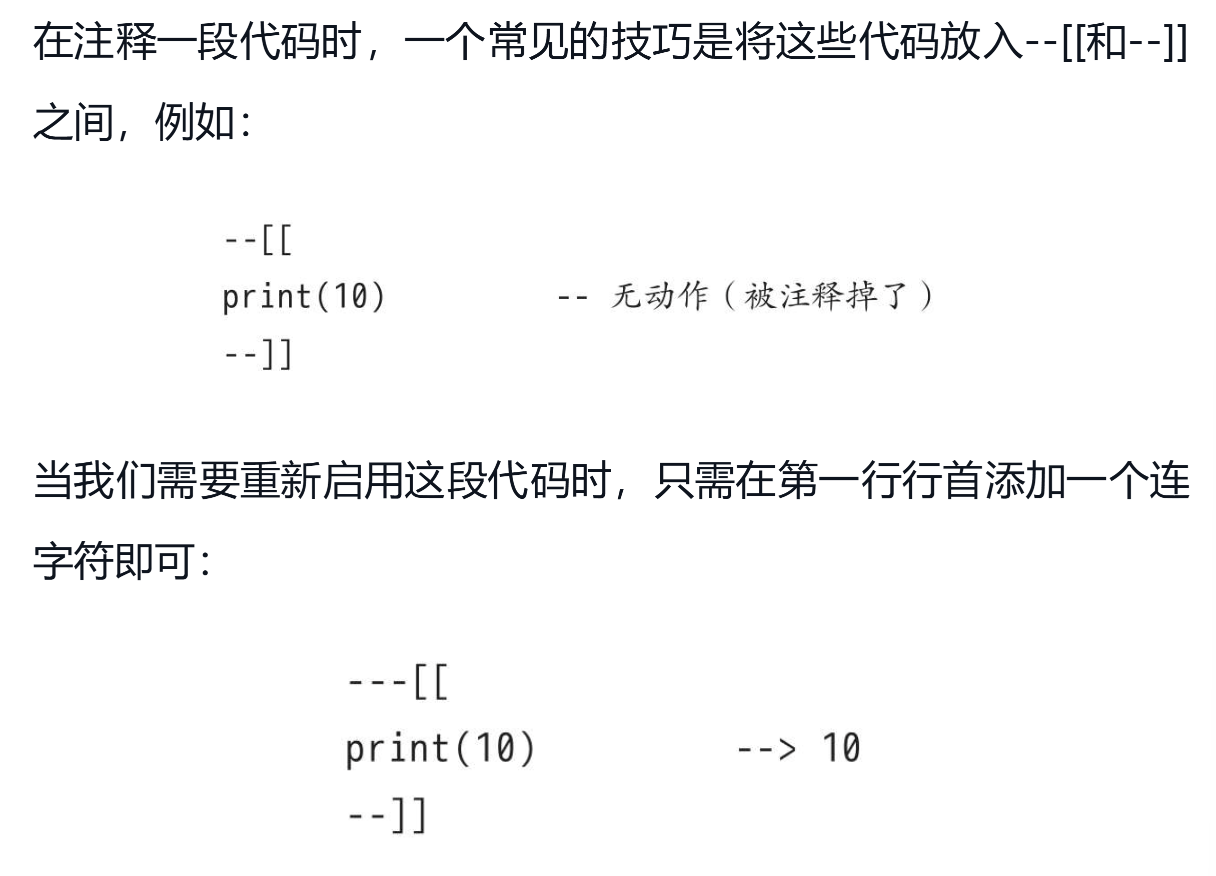 在注释一段代码时，一个常见的技巧是将这些代码放入--[[和--]]
之间，例如：
--[[
print(10)          -- 无动作（被注释掉了）
--]]
当我们需要重新启用这段代码时，只需在第一行行首添加一个连
字符即可：
---[[
print(10)          --> 10
--]]